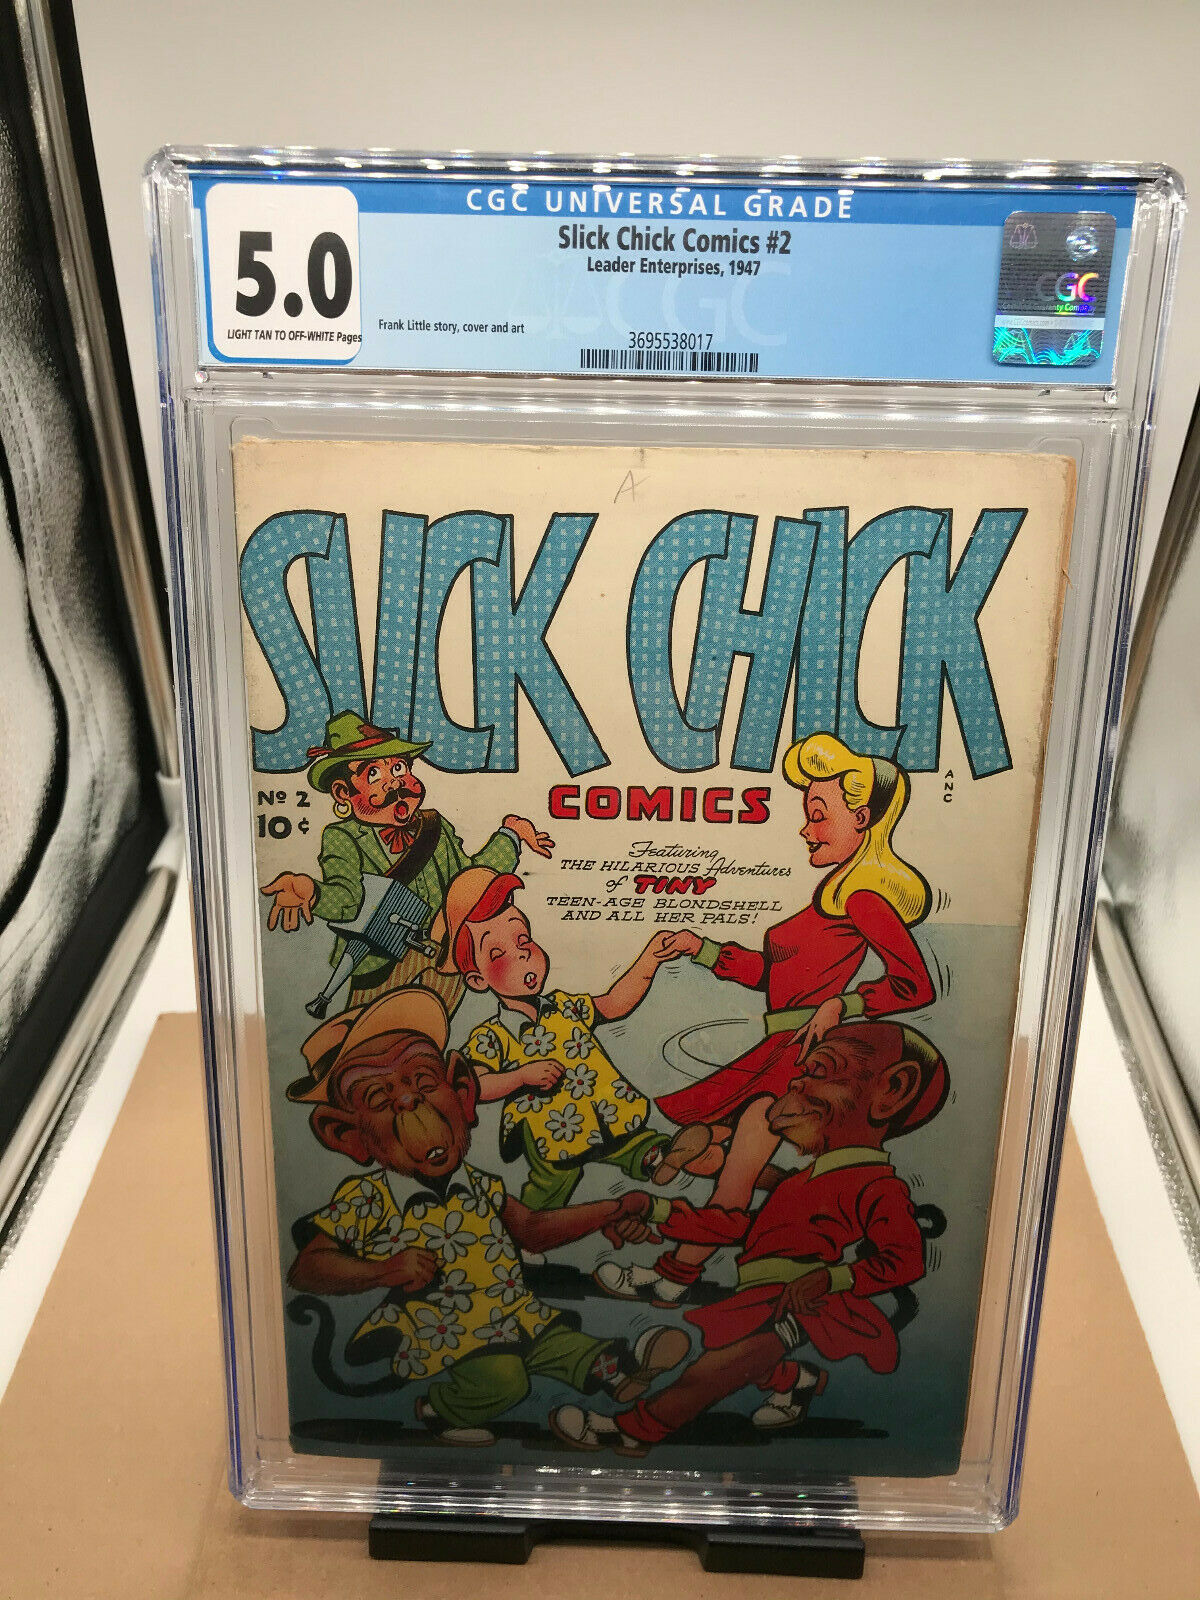 CGC UNIVERSAL GRADE
5.0
LIGHT TAN TO OFF-WHITE Pages
Slick Chick Comics #2
Leader Enterprises, 1947
Frank Little story, cover and art
3695538017
CGC
A
SLICK CHICK
COMICS
ANC
Nº 2
10¢
Featuring
THE HILARIOUS Adventures
of TINY
TEEN-AGE BLONDSHELL
AND ALL HER PALS!